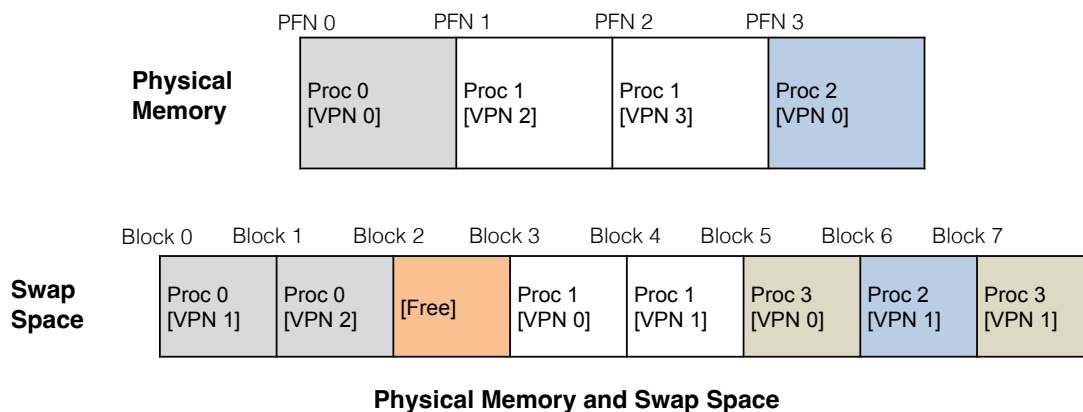 PFN 0 PFN 1 PFN 2 PFN 3
Physical
Memory
Proc 0
[VPN 0]
Proc 1
[VPN 2]
Proc 1
[VPN 3]
Proc 2
[VPN 0]
Block 0 Block 1 Block 2 Block 3 Block 4 Block 5 Block 6 Block 7
Swap
Space
Proc 0
[VPN 1]
Proc 0
[VPN 2]
[Free]
Proc 1
[VPN 0]
Proc 1
[VPN 1]
Proc 3
[VPN 0]
Proc 2
[VPN 1]
Proc 3
[VPN 1]
Physical Memory and Swap Space